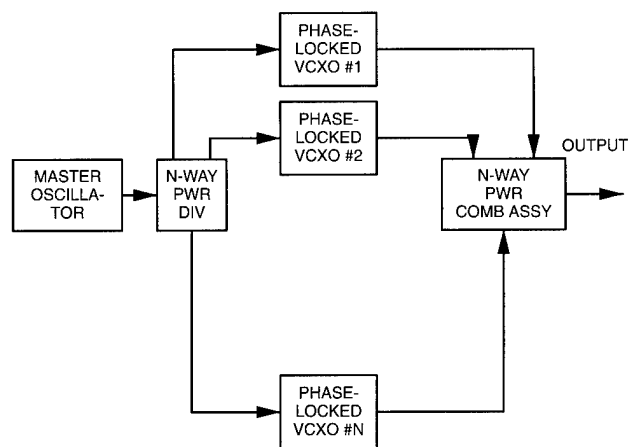 PHASE-
LOCKED
VCXO #1
PHASE-
LOCKED
VCXO #2
OUTPUT
MASTER
OSCILLA-
TOR
N-WAY
PWR
DIV
N-WAY
PWR
COMB ASSY
PHASE-
LOCKED
VCXO #N